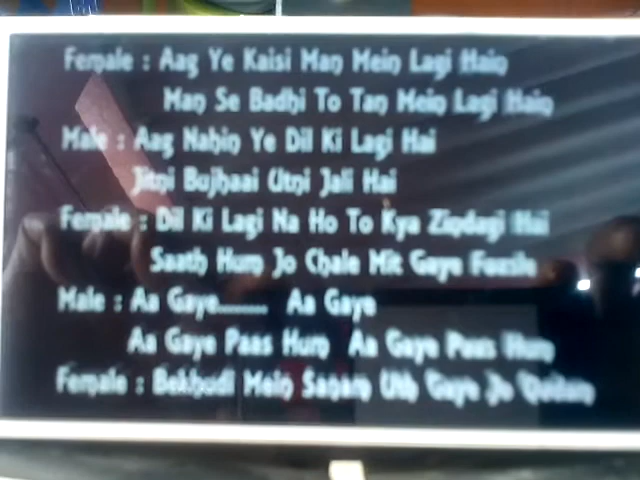 Female : Aag Ye Kaisi Man Mein Lagi Hain
Man Se Badhi To Tan Mein Lagi Hain
Male : Aag Nahin Ye Dil Ki Lagi Hai
Jitni Bujhaai Utni Jali Hai
Female : Dil Ki Lagi Na Ho To Kya Zindagi Hai
Saath Hum Jo Chale Mit Gaye Faasle
Male : Aa Gaye....... Aa Gaye
Aa Gaye Paas Hum Aa Gaye Paas Hum
Female : Bekhudi Mein Sanam Uth Gaye Jo Qadam